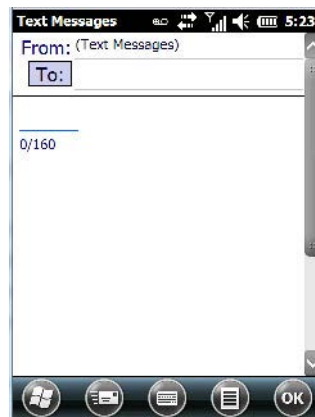 Text Messages 5:23
From: (Text Messages)
To:
0/160
OK